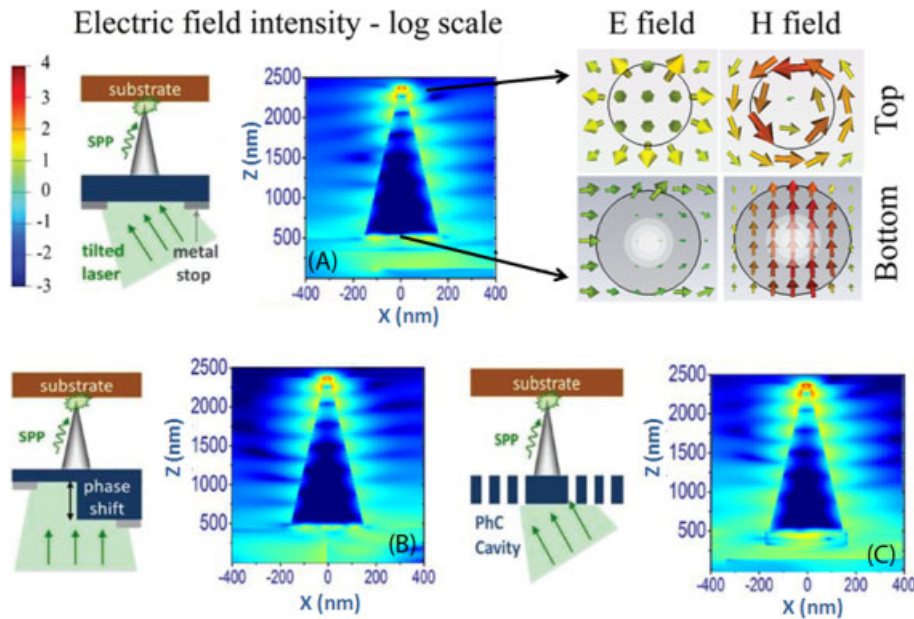 Electric field intensity - log scale
E field
H field
4
3
2
1
0
-1
-2
-3
substrate
SPP
tilted
laser
metal
stop
Z (nm)
2500
2000
1500
1000
500
(A)
-400 -200 0 200 400
X (nm)
Top
Bottom
substrate
SPP
phase
shift
Z (nm)
2500
2000
1500
1000
500
(B)
-400 -200 0 200 400
X (nm)
substrate
SPP
PhC
Cavity
Z (nm)
2500
2000
1500
1000
500
(C)
-400 -200 0 200 400
X (nm)